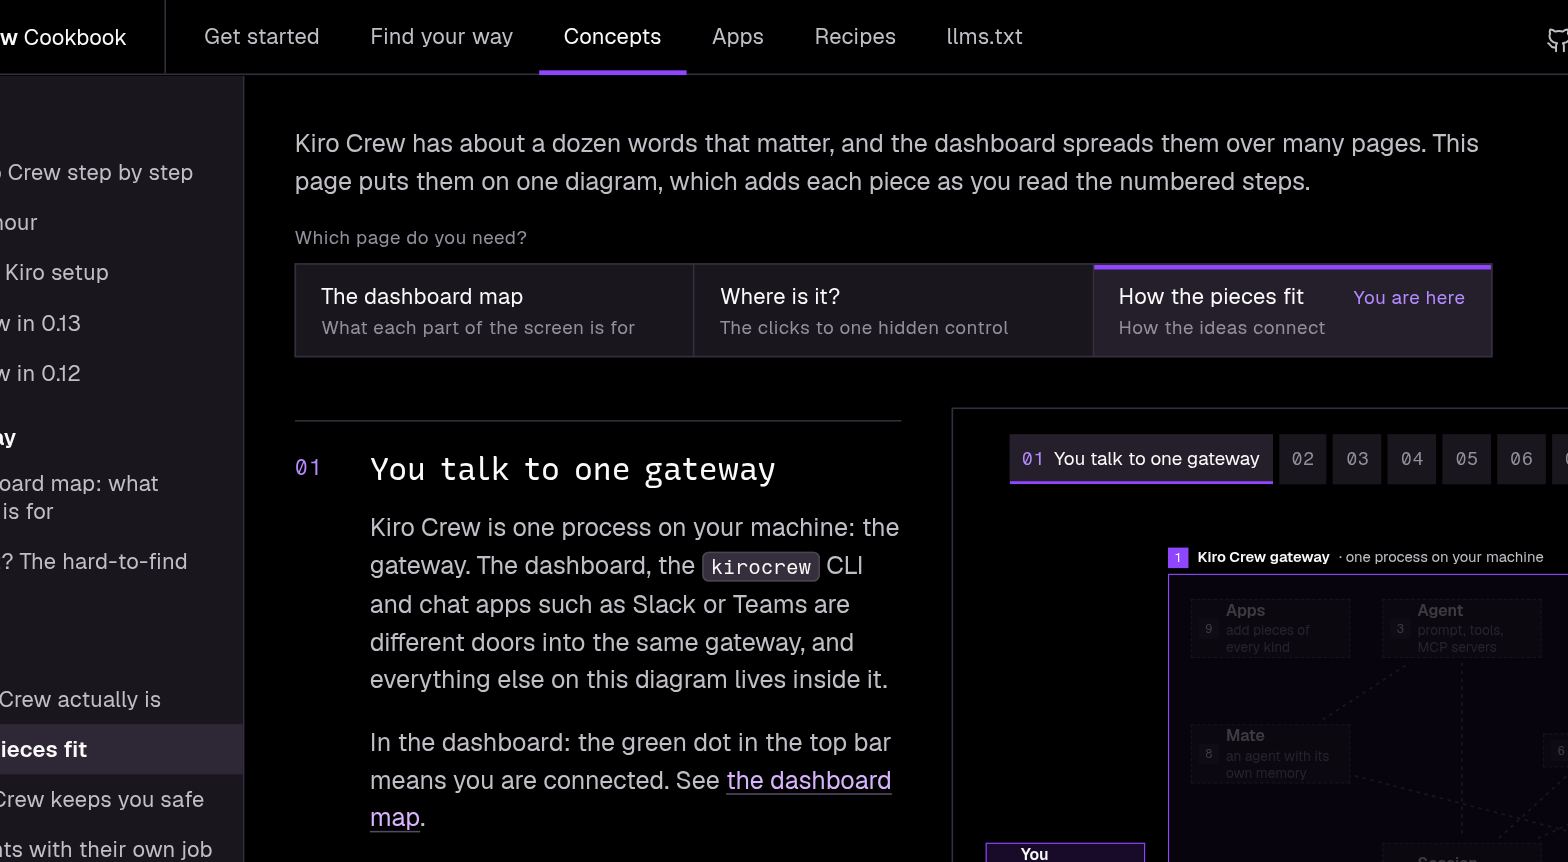 w Cookbook
Get started
Find your way
Concepts
Apps
Recipes
llms.txt
Crew step by step
hour
Kiro setup
w in 0.13
w in 0.12
ay
oard map: what
is for
? The hard-to-find
Crew actually is
ieces fit
Crew keeps you safe
nts with their own job
Kiro Crew has about a dozen words that matter, and the dashboard spreads them over many pages. This
page puts them on one diagram, which adds each piece as you read the numbered steps.
Which page do you need?
The dashboard map
What each part of the screen is for
Where is it?
The clicks to one hidden control
How the pieces fit
You are here
How the ideas connect
01
You talk to one gateway
Kiro Crew is one process on your machine: the
gateway. The dashboard, the kirocrew CLI
and chat apps such as Slack or Teams are
different doors into the same gateway, and
everything else on this diagram lives inside it.
In the dashboard: the green dot in the top bar
means you are connected. See the dashboard
map.
01 You talk to one gateway
02
03
04
05
06
1 Kiro Crew gateway · one process on your machine
Apps
9
add pieces of
every kind
Agent
3
prompt, tools,
MCP servers
Mate
8
an agent with its
own memory
6
Session
You